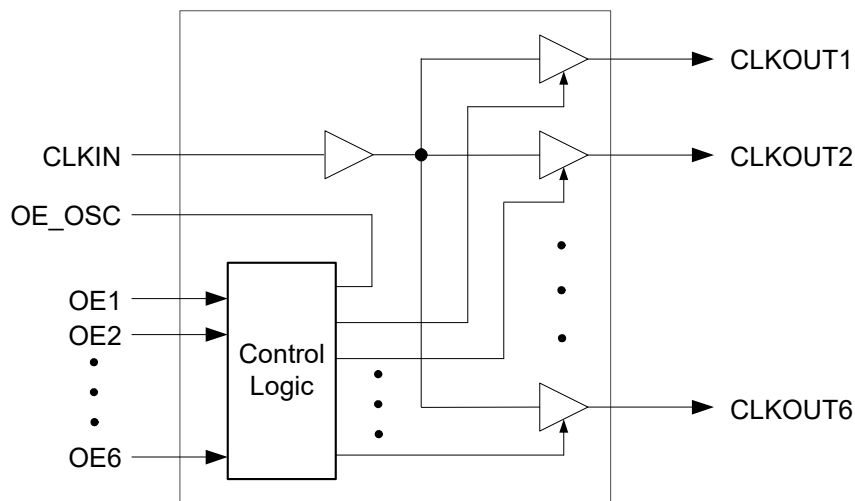 CLKOUT1
CLKIN
CLKOUT2
OE_OSC
OE1
OE2
Control
Logic
CLKOUT6
OE6